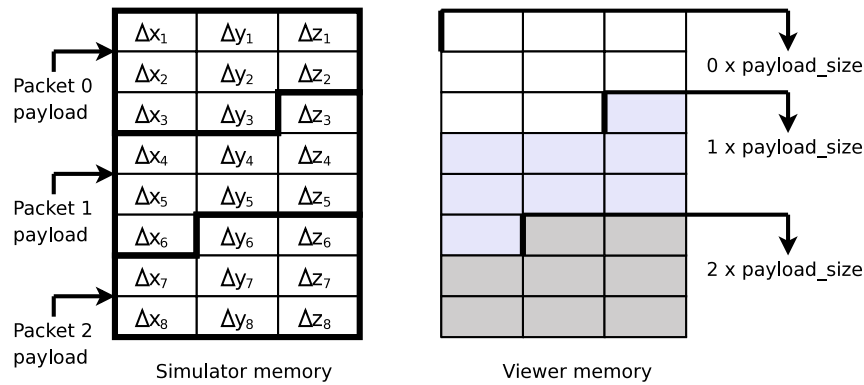 Δx₁ Δy₁ Δz₁
Δx₂ Δy₂ Δz₂
Δx₃ Δy₃ Δz₃
Δx₄ Δy₄ Δz₄
Δx₅ Δy₅ Δz₅
Δx₆ Δy₆ Δz₆
Δx₇ Δy₇ Δz₇
Δx₈ Δy₈ Δz₈
Packet 0
payload
Packet 1
payload
Packet 2
payload
Simulator memory
0 x payload_size
1 x payload_size
2 x payload_size
Viewer memory